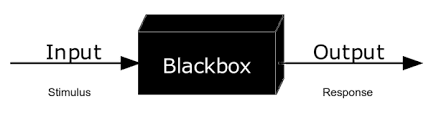 Input
Blackbox
Output
Stimulus
Response